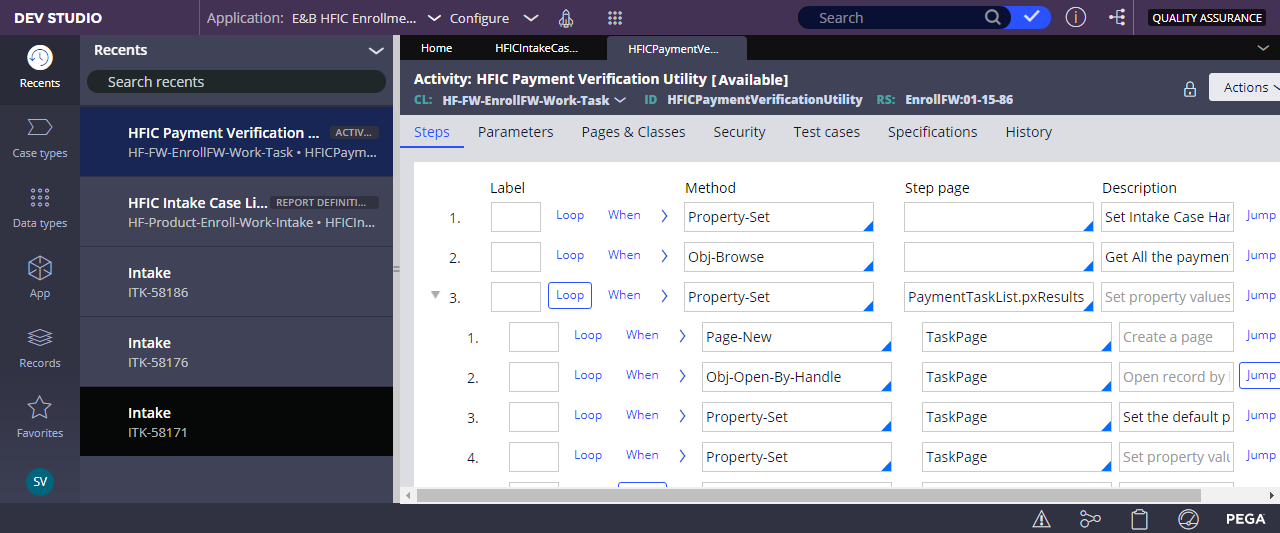 DEV STUDIO
Application: E&B HFIC Enrollme...
Configure
Search
QUALITY ASSURANCE
Recents
Case types
Data types
App
Records
Favorites
SV
Recents
Search recents
HFIC Payment Verification ... ACTIV...
HF-FW-EnrollFW-Work-Task • HFICPaym...
HFIC Intake Case Li... REPORT DEFINITI...
HF-Product-Enroll-Work-Intake • HFICIn...
Intake
ITK-58186
Intake
ITK-58176
Intake
ITK-58171
Home HFICIntakeCas... HFICPaymentVe...
Activity: HFIC Payment Verification Utility [Available]
CL: HF-FW-EnrollFW-Work-Task ID HFICPaymentVerificationUtility RS: EnrollFW:01-15-86
Actions
Steps Parameters Pages & Classes Security Test cases Specifications History
Label Method Step page Description
1. Loop When Property-Set Set Intake Case Han Jump
2. Loop When Obj-Browse Get All the payment Jump
3. Loop When Property-Set PaymentTaskList.pxResults Set property values Jump
1. Loop When Page-New TaskPage Create a page Jump
2. Loop When Obj-Open-By-Handle TaskPage Open record by Jump
3. Loop When Property-Set TaskPage Set the default p Jump
4. Loop When Property-Set TaskPage Set property valu Jump
PEGA